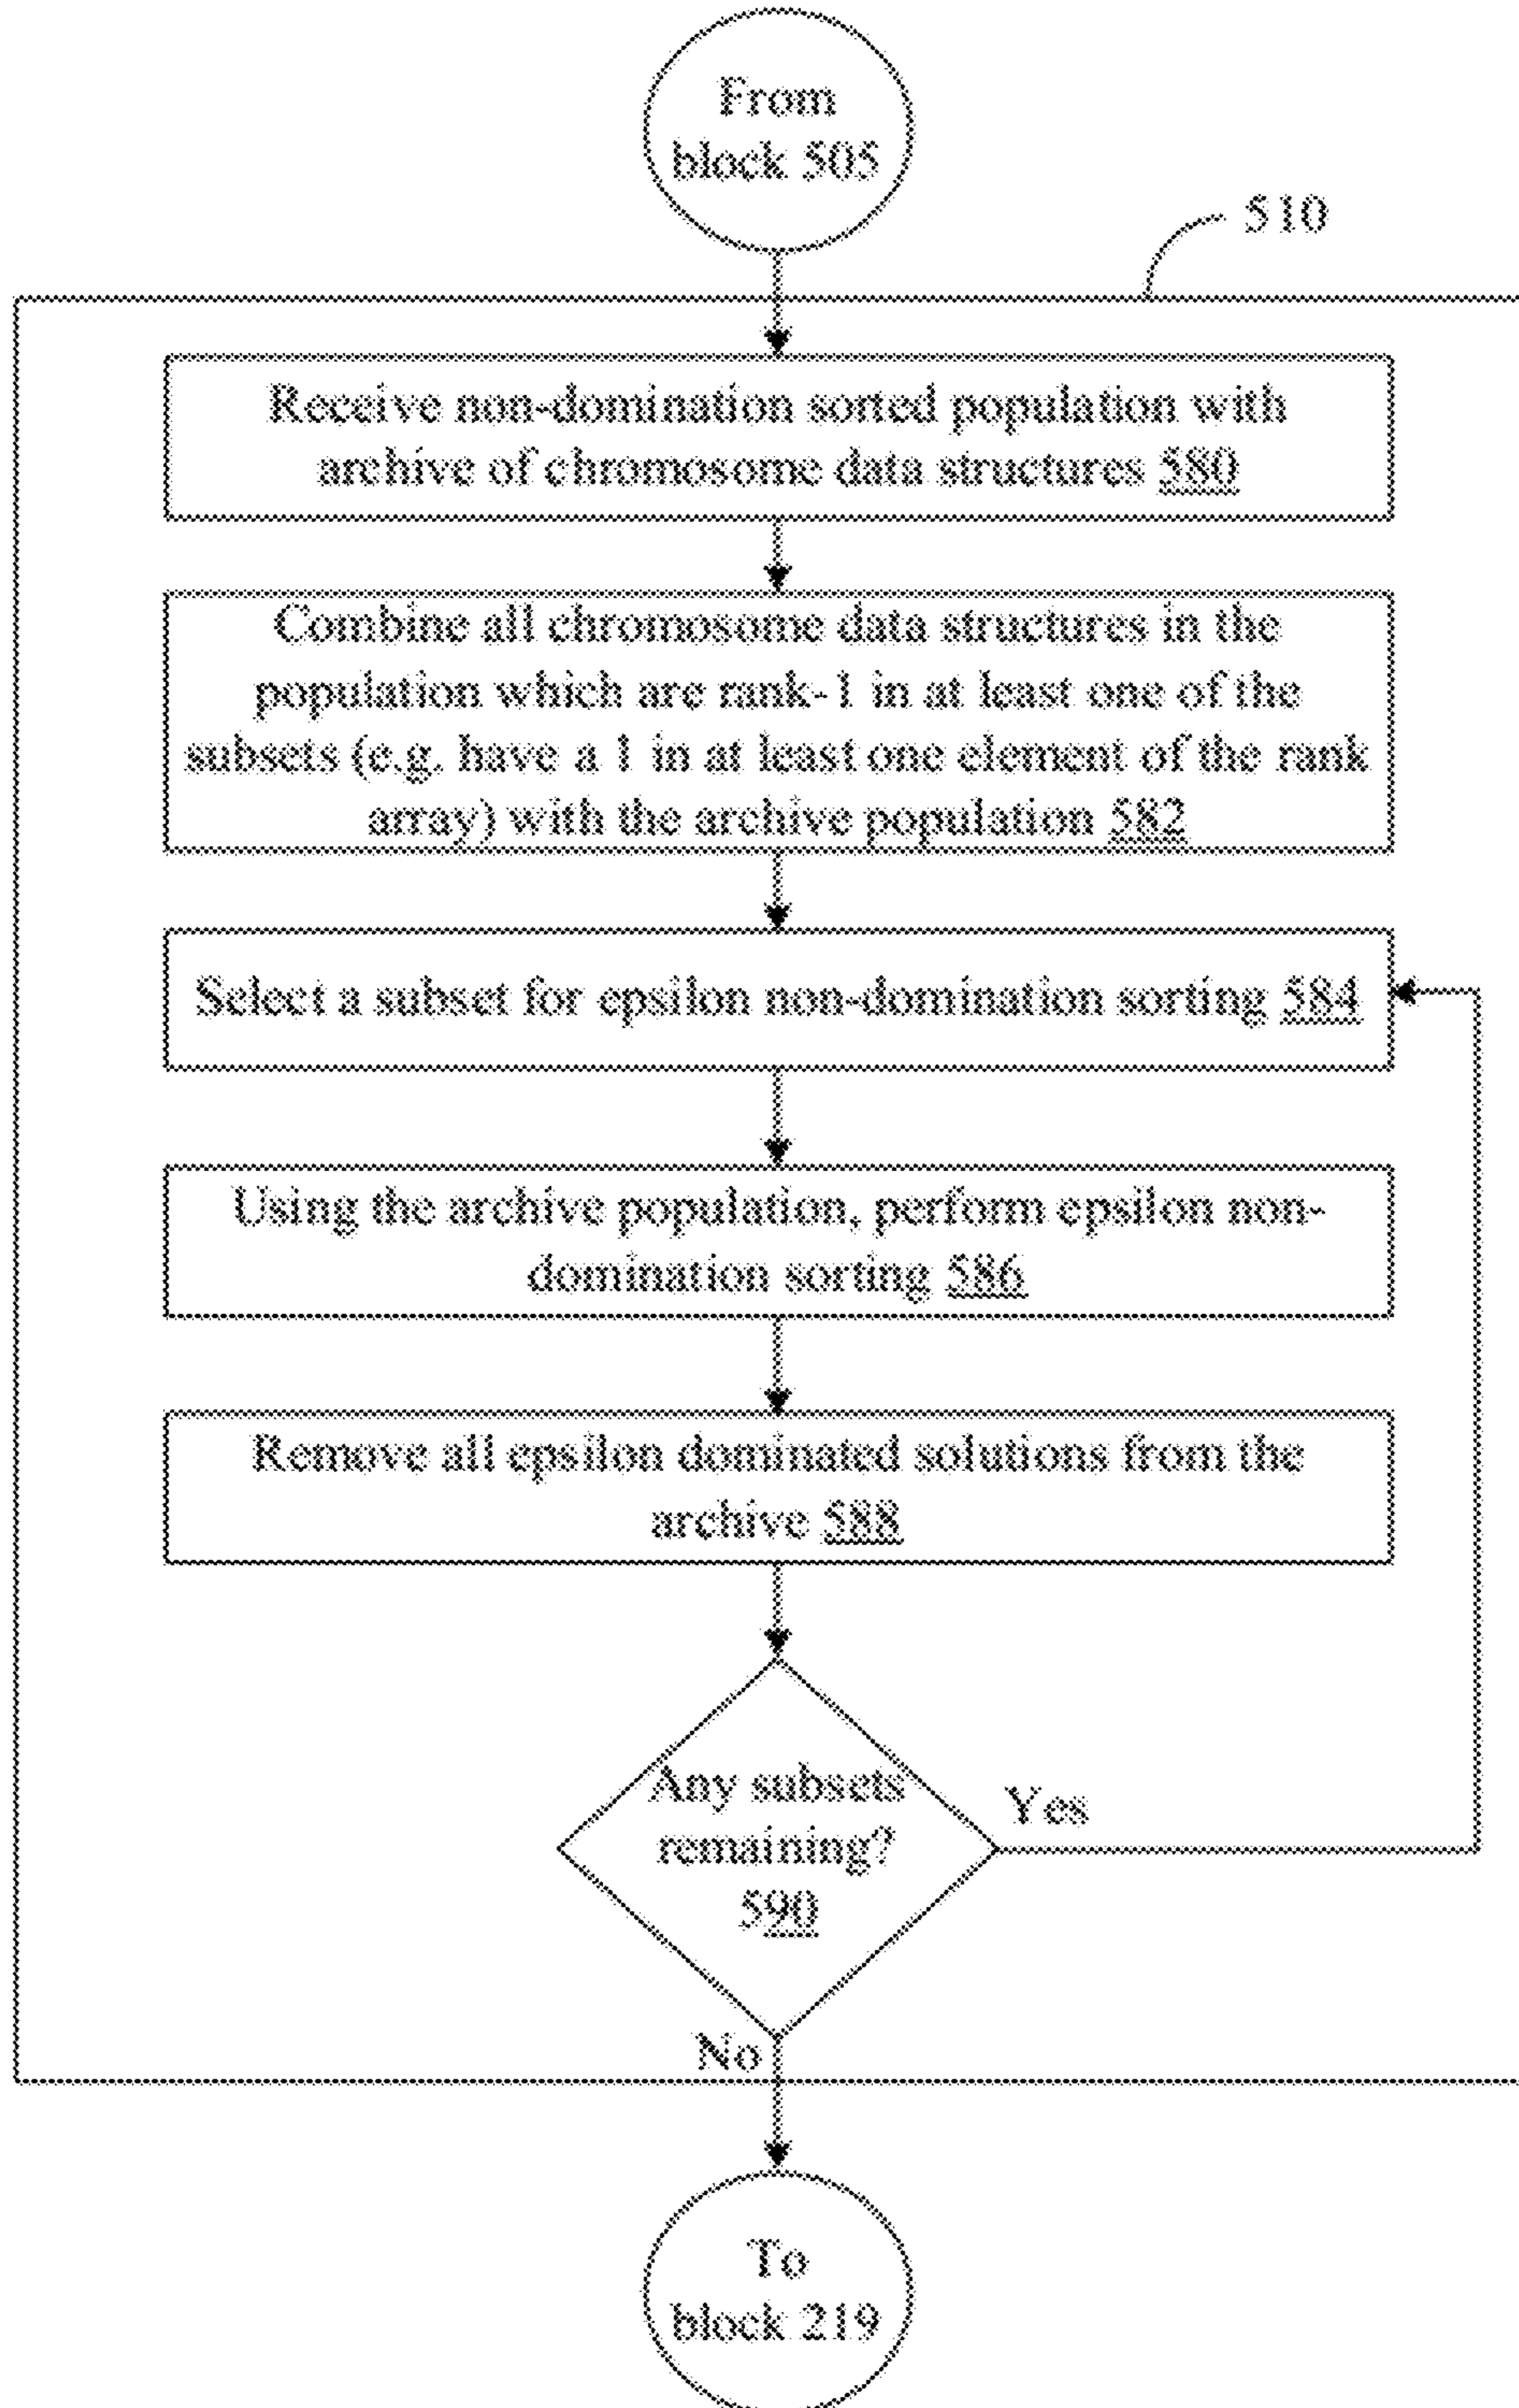 From
block 505
510
Receive non-domination sorted population with
archive of chromosome data structures 580
Combine all chromosome data structures in the
population which are rank-1 in at least one of the
subsets (e.g. have a 1 in at least one element of the rank
array) with the archive population 582
Select a subset for epsilon non-domination sorting 584
Using the archive population, perform epsilon non-
domination sorting 586
Remove all epsilon dominated solutions from the
archive 588
Any subsets
remaining?
590
Yes
No
To
block 219